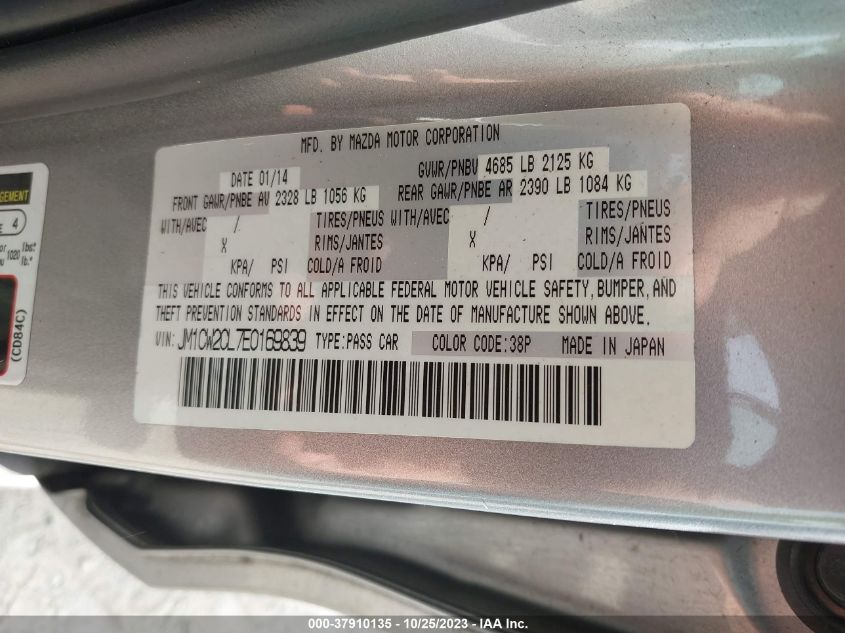 MFD. BY MAZDA MOTOR CORPORATION
DATE 01/14 GVWR/PNBV 4685 LB 2125 KG
FRONT GAWR/PNBE AV 2328 LB 1056 KG REAR GAWR/PNBE AR 2390 LB 1084 KG
WITH/AVEC / TIRES/PNEUS WITH/AVEC / TIRES/PNEUS
X RIMS/JANTES X RIMS/JANTES
KPA/ PSI COLD/A FROID KPA/ PSI COLD/A FROID
THIS VEHICLE CONFORMS TO ALL APPLICABLE FEDERAL MOTOR VEHICLE SAFETY, BUMPER, AND
THEFT PREVENTION STANDARDS IN EFFECT ON THE DATE OF MANUFACTURE SHOWN ABOVE.
VIN: JM1CW2CL7E0169839 TYPE:PASS CAR COLOR CODE:38P MADE IN JAPAN
4
1020 lb.*
(CD84C)
000-37910135 - 10/25/2023 - IAA Inc.